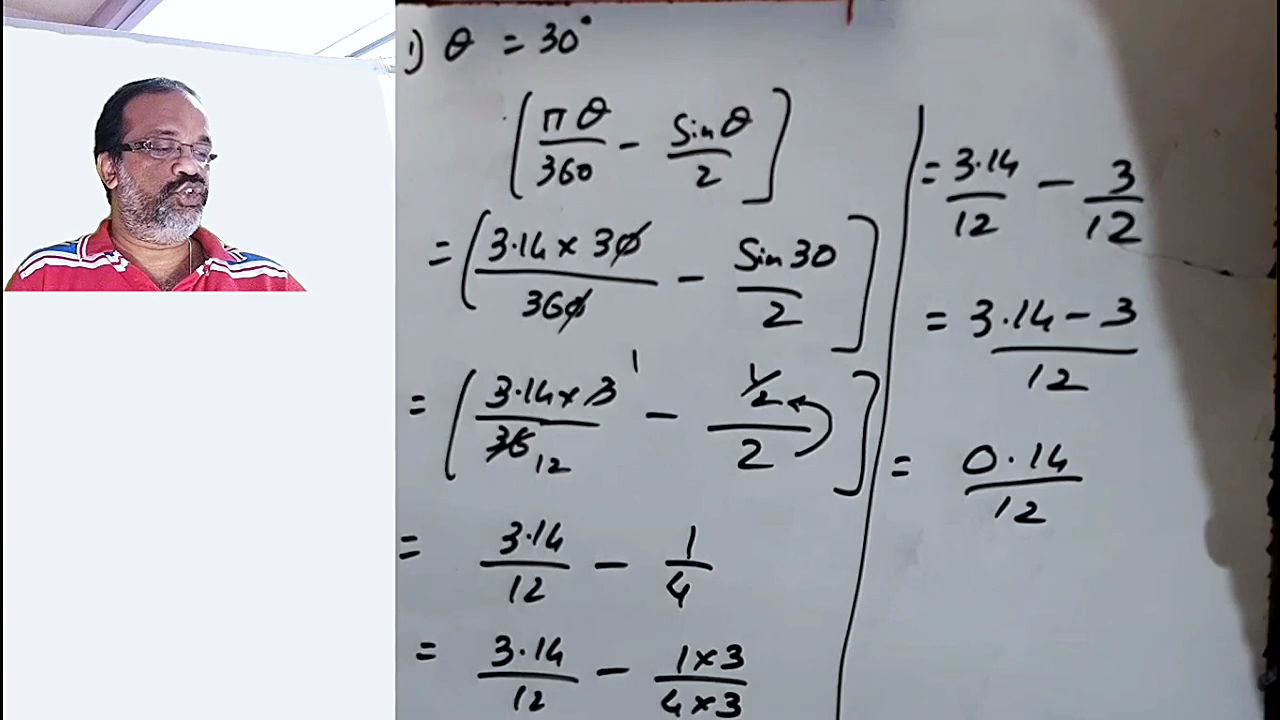 1) θ = 30°
[πθ/360 - Sinθ/2]
= [3.14 × 30/360 - Sin30/2]
= [3.14 × 3 1/36 12 - 1/2/2]
= 3.14/12 - 1/4
= 3.14/12 - 1×3/4×3
= 3.14/12 - 3/12
= 3.14 - 3/12
= 0.14/12